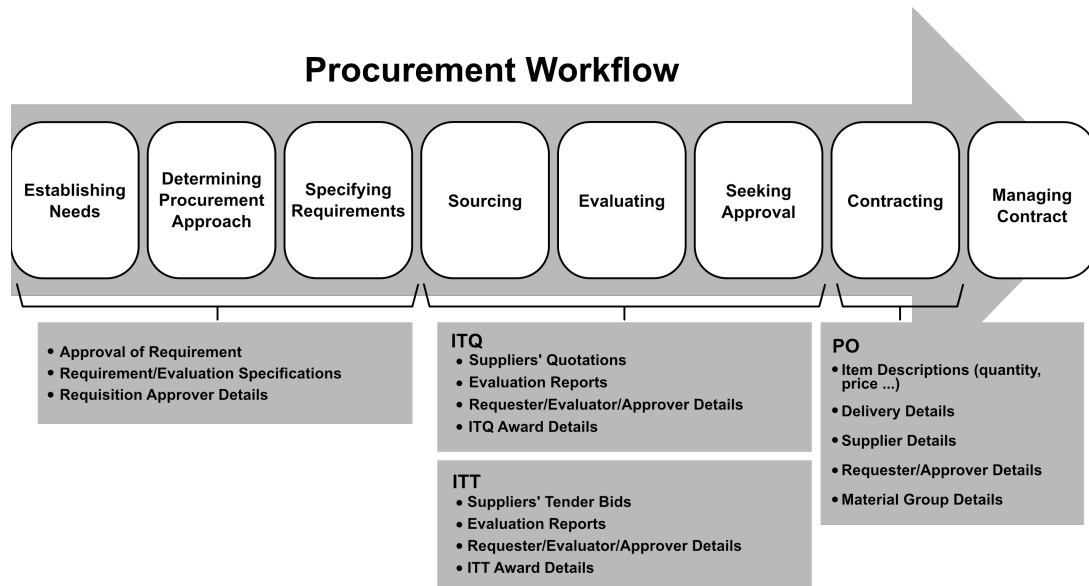 Procurement Workflow
Establishing
Needs
Determining
Procurement
Approach
Specifying
Requirements
Sourcing
Evaluating
Seeking
Approval
Contracting
Managing
Contract
• Approval of Requirement
• Requirement/Evaluation Specifications
• Requisition Approver Details
ITQ
• Suppliers' Quotations
• Evaluation Reports
• Requester/Evaluator/Approver Details
• ITQ Award Details
ITT
• Suppliers' Tender Bids
• Evaluation Reports
• Requester/Evaluator/Approver Details
• ITT Award Details
PO
• Item Descriptions (quantity,
price ...)
• Delivery Details
• Supplier Details
• Requester/Approver Details
• Material Group Details